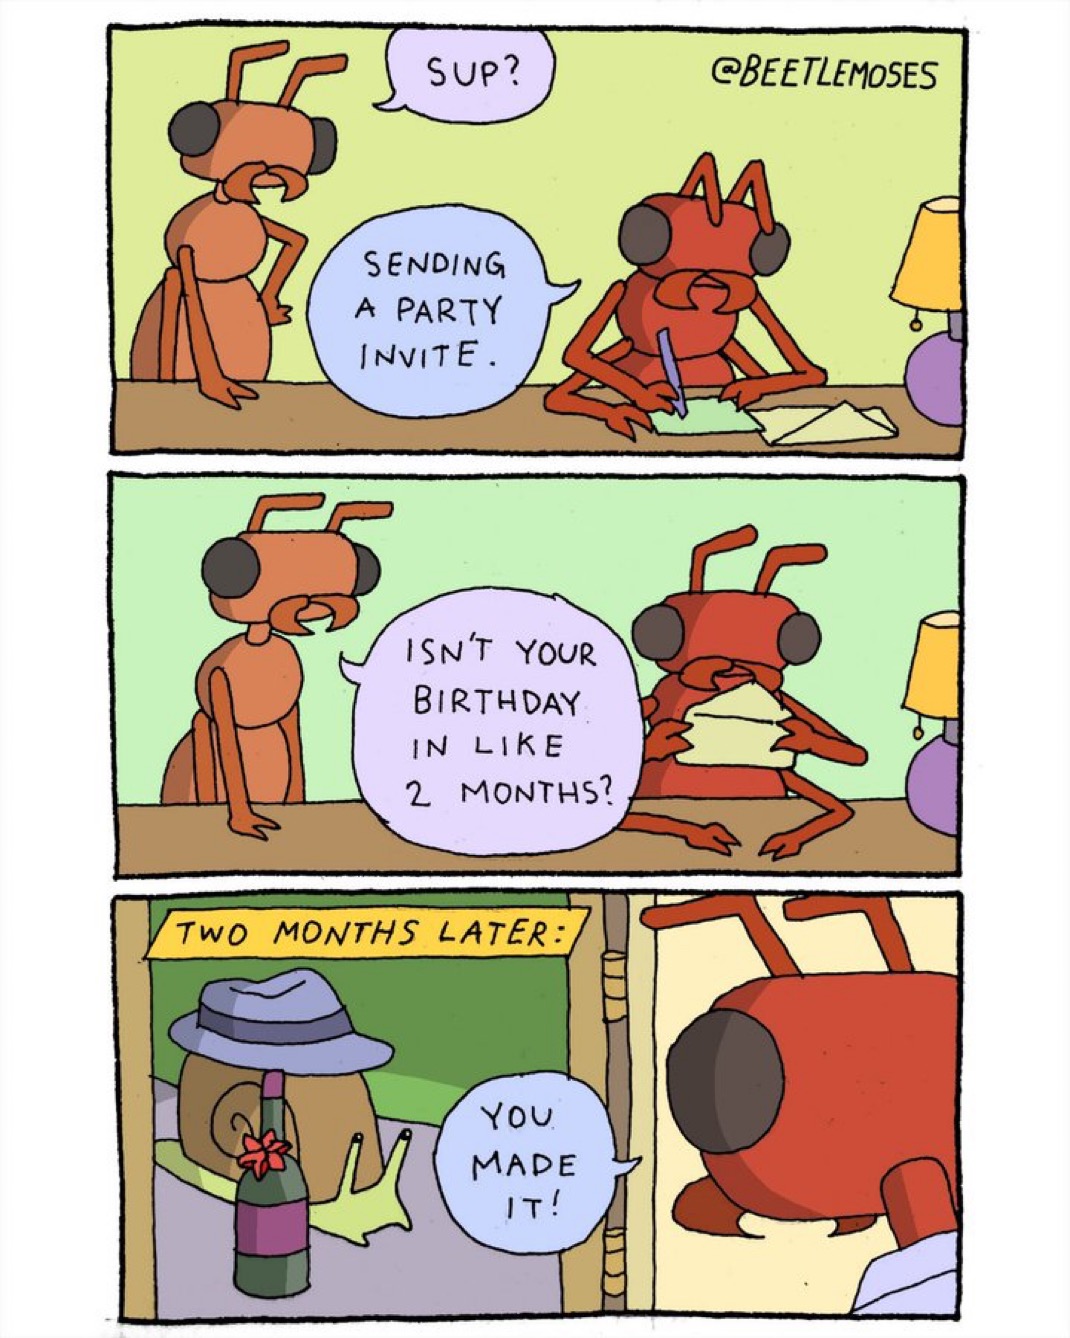 SUP?
@BEETLEMOSES
SENDING
A PARTY
INVITE.
ISN'T YOUR
BIRTHDAY
IN LIKE
2 MONTHS?
TWO MONTHS LATER:
YOU
MADE
IT!